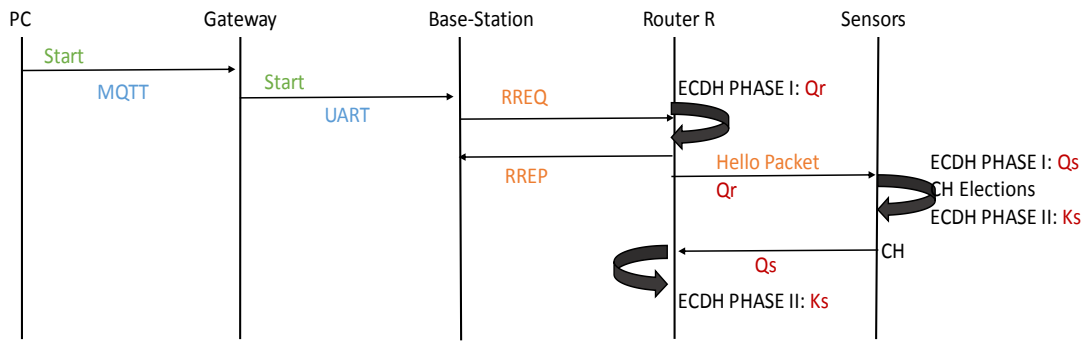 PC
Gateway
Base-Station
Router R
Sensors
Start
MQTT
Start
UART
RREQ
ECDH PHASE I: Qr
RREP
Hello Packet
Qr
ECDH PHASE I: Qs
CH Elections
ECDH PHASE II: Ks
CH
Qs
ECDH PHASE II: Ks